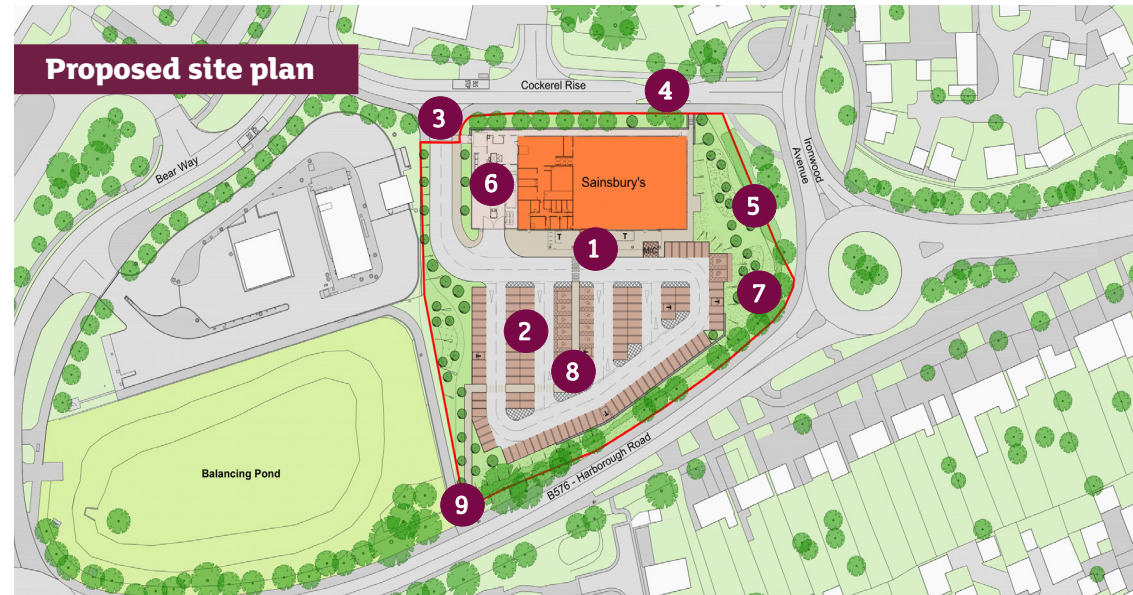 Proposed site plan
Cockerel Rise
4
3
Bear Way
Ironwood
Avenue
6
Sainsbury's
5
T
T
1
M/C
7
2
8
Balancing Pond
B576 - Harborough Road
9